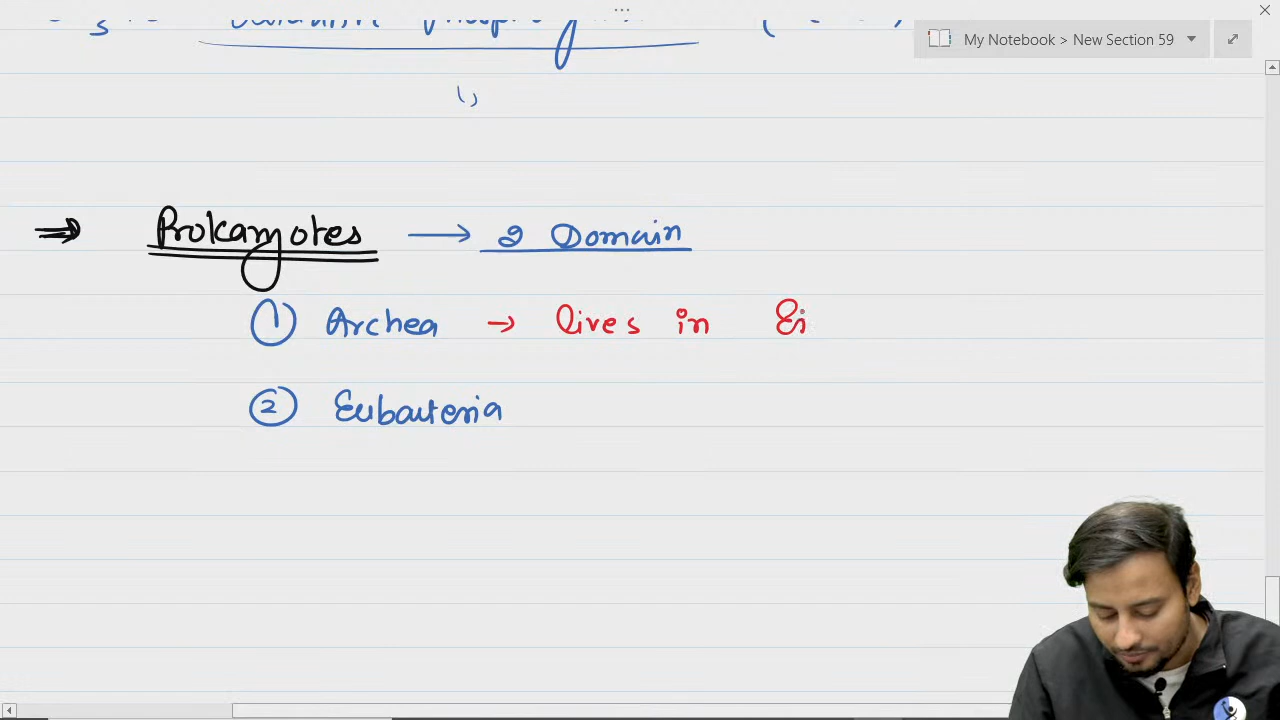 My Notebook > New Section 59
⇒ Prokaryotes → 2 Domain
① Archea → lives in
② Eubacteria